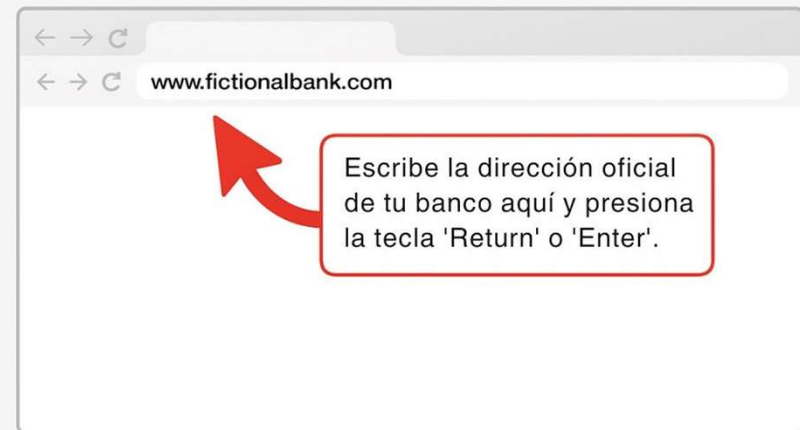 www.fictionalbank.com
Escribe la dirección oficial
de tu banco aquí y presiona
la tecla 'Return' o 'Enter'.